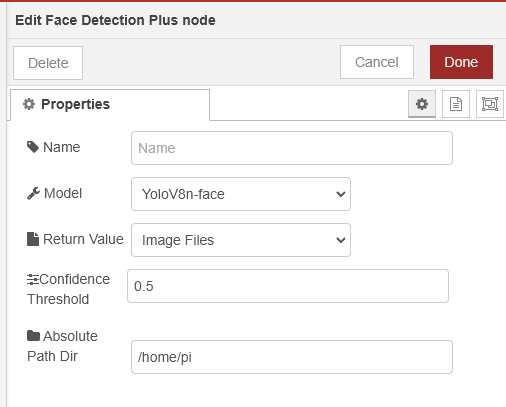 Edit Face Detection Plus node
Delete
Cancel
Done
Properties
Name
Name
Model
YoloV8n-face
Return Value
Image Files
Confidence
Threshold
0.5
Absolute
Path Dir
/home/pi